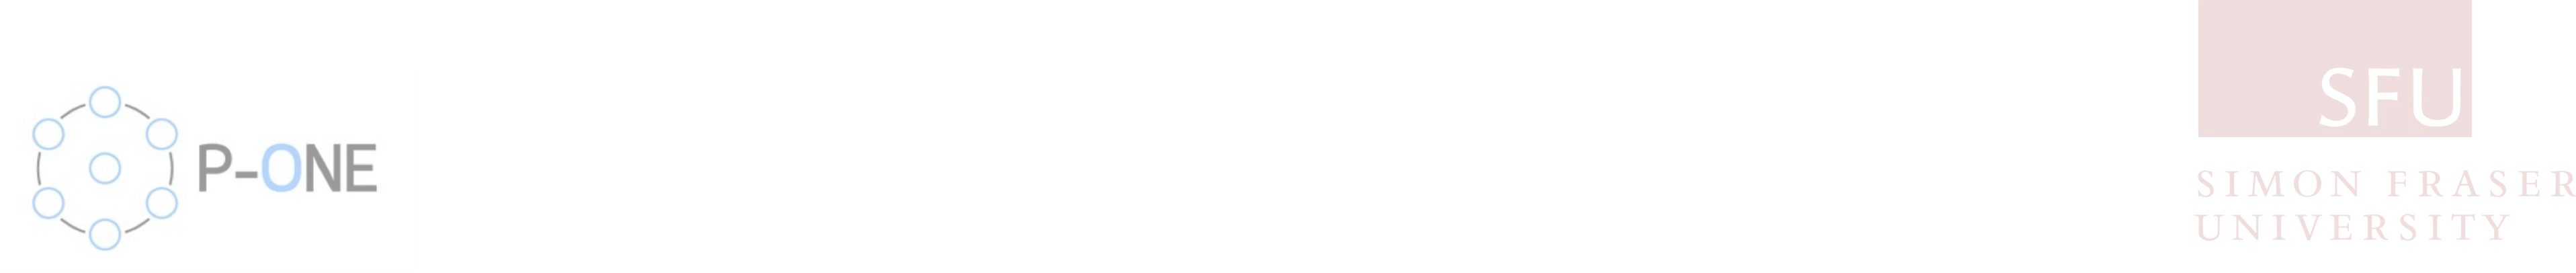 P-ONE
SFU
SIMON FRASER
UNIVERSITY